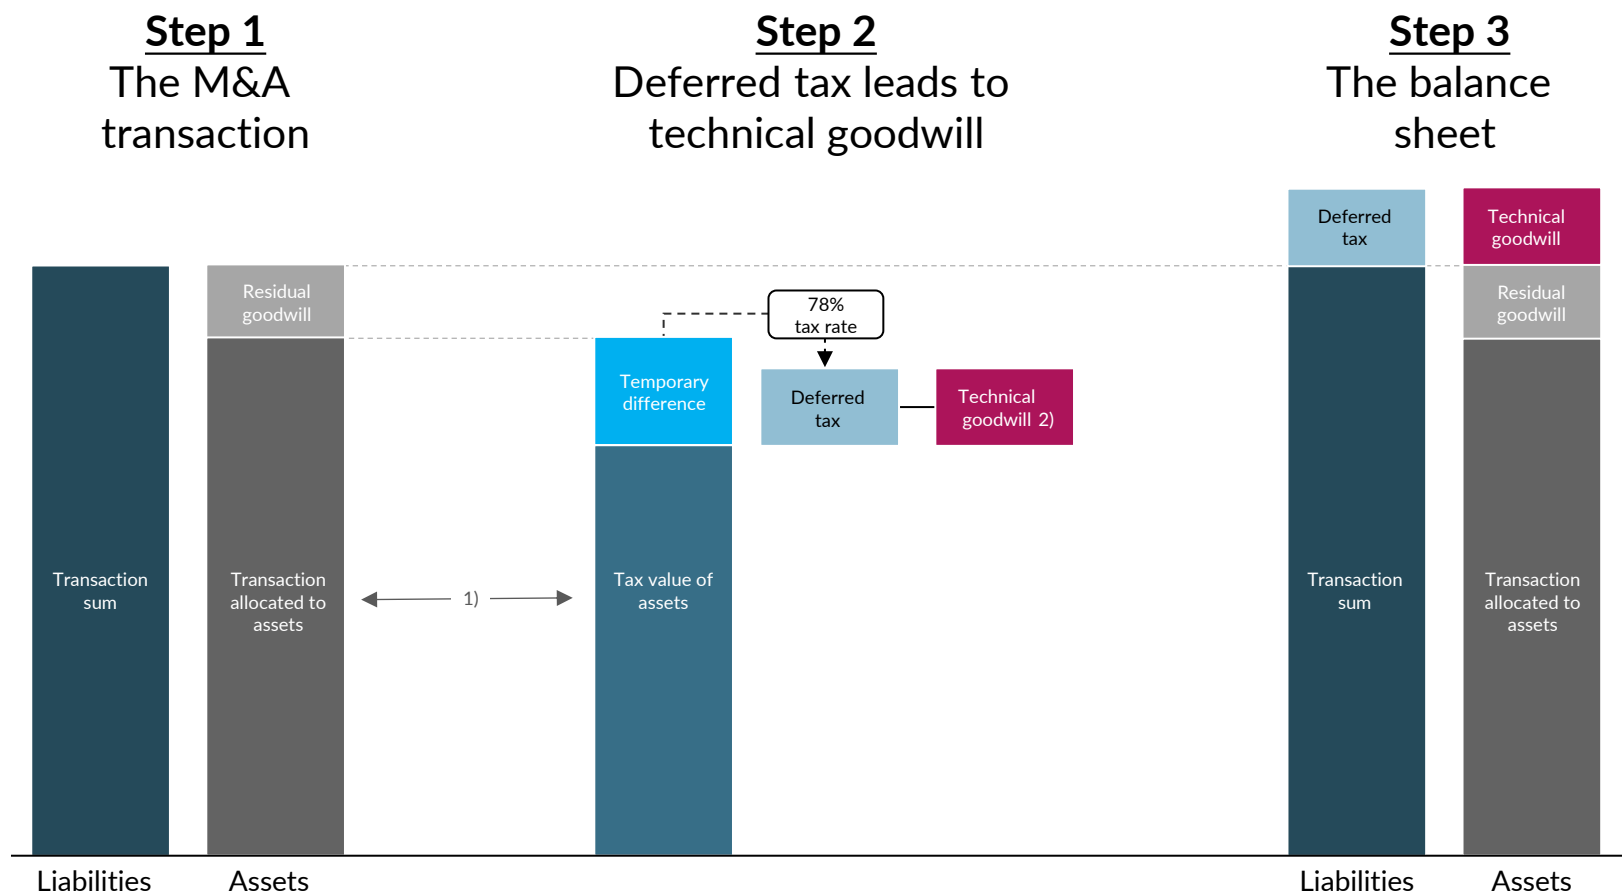 Step 1
The M&A
transaction
Step 2
Deferred tax leads to
technical goodwill
Step 3
The balance
sheet
Residual
goodwill
Transaction
sum
Transaction
allocated to
assets
1)
Temporary
difference
Tax value of
assets
78%
tax rate
Deferred
tax
Technical
goodwill 2)
Deferred
tax
Technical
goodwill
Residual
goodwill
Transaction
sum
Transaction
allocated to
assets
Liabilities
Assets
Liabilities
Assets